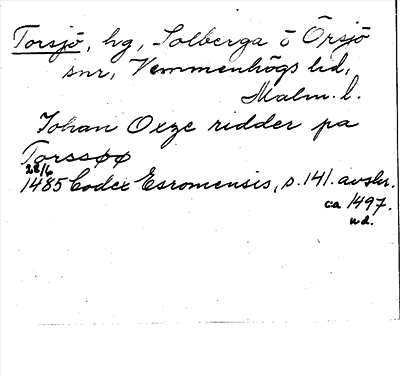 Torsjö, hg, Solberga o Örsjö
snr, Vemmenhögs hd,
Malm. l.
Johan Oxze ridder pa
Torssøø
28/6
1485 Codex Esromensis, s. 141. avskr.
ca 1497.
nd.